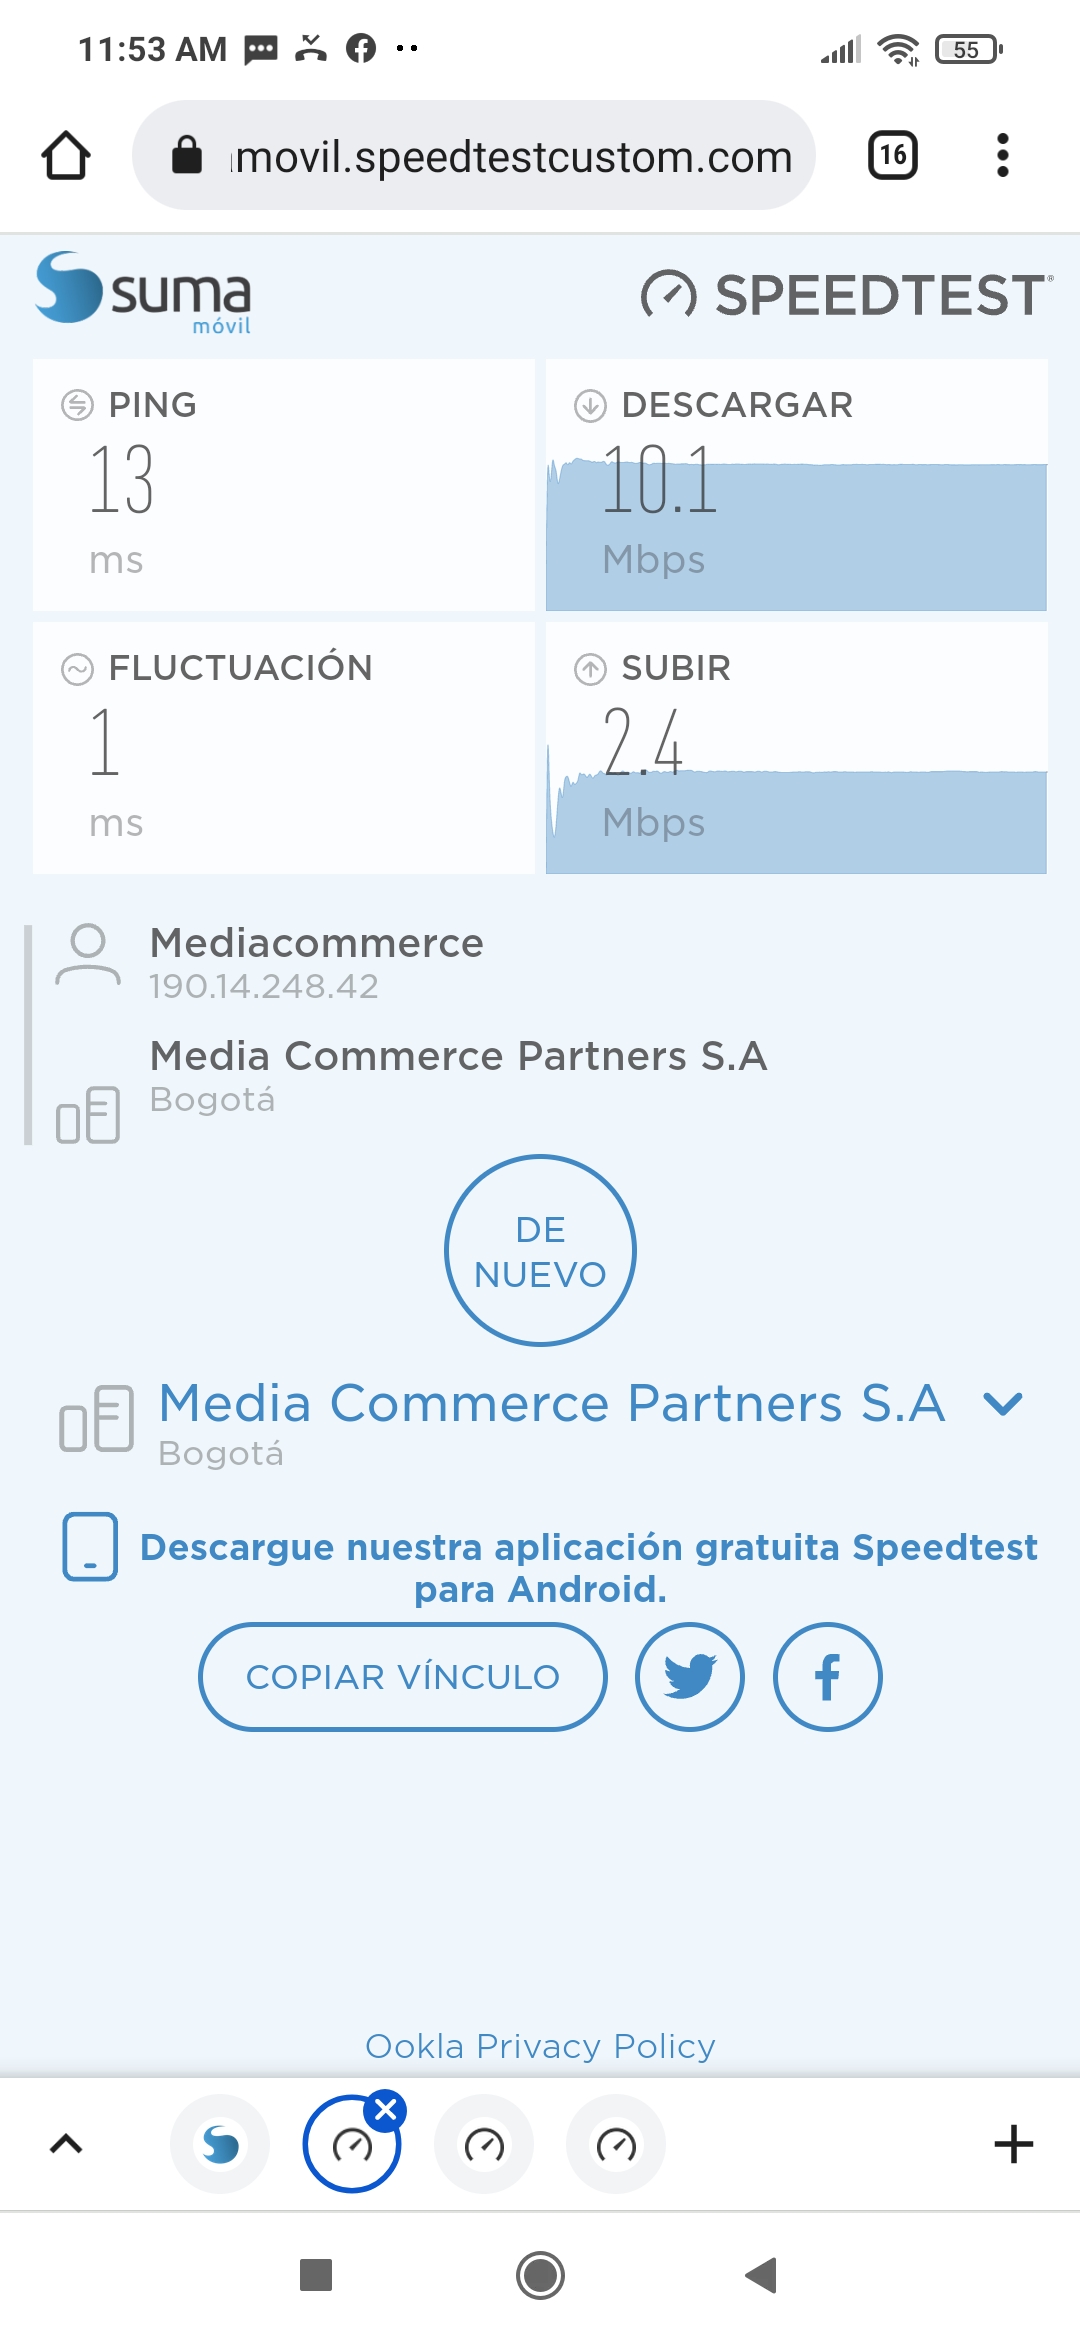 11:53 AM
55
movil.speedtestcustom.com
16
suma
móvil
SPEEDTEST®
PING
13
ms
DESCARGAR
10.1
Mbps
FLUCTUACIÓN
1
ms
SUBIR
2.4
Mbps
Mediacommerce
190.14.248.42
Media Commerce Partners S.A
Bogotá
DE
NUEVO
Media Commerce Partners S.A
Bogotá
Descargue nuestra aplicación gratuita Speedtest
para Android.
COPIAR VÍNCULO
Ookla Privacy Policy